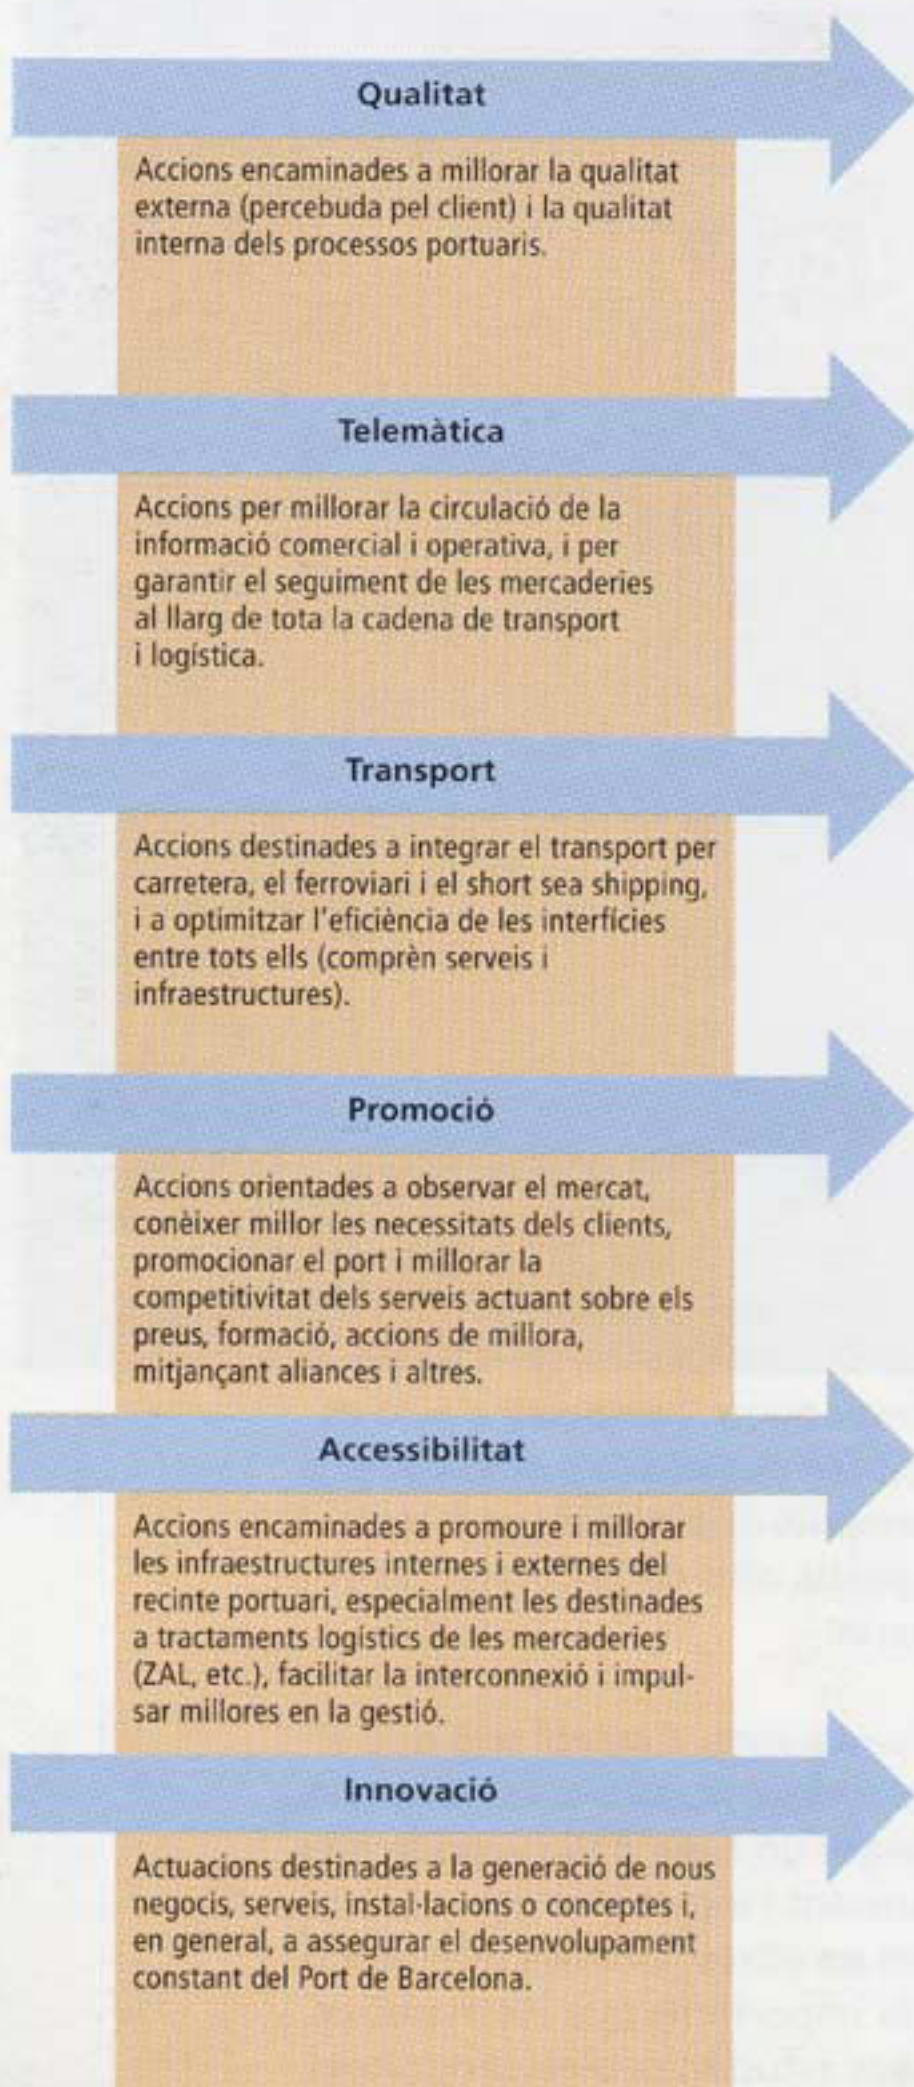 Qualitat
Accions encaminades a millorar la qualitat
externa (percebuda pel client) i la qualitat
interna dels processos portuaris.
Telemàtica
Accions per millorar la circulació de la
informació comercial i operativa, i per
garantir el seguiment de les mercaderies
al llarg de tota la cadena de transport
i logística.
Transport
Accions destinades a integrar el transport per
carretera, el ferroviari i el short sea shipping,
i a optimitzar l'eficiència de les interfícies
entre tots ells (comprèn serveis i
infraestructures).
Promoció
Accions orientades a observar el mercat,
conèixer millor les necessitats dels clients,
promocionar el port i millorar la
competitivitat dels serveis actuant sobre els
preus, formació, accions de millora,
mitjançant aliances i altres.
Accessibilitat
Accions encaminades a promoure i millorar
les infraestructures internes i externes del
recinte portuari, especialment les destinades
a tractaments logístics de les mercaderies
(ZAL, etc.), facilitar la interconnexió i impul-
sar millores en la gestió.
Innovació
Actuacions destinades a la generació de nous
negocis, serveis, instal·lacions o conceptes i,
en general, a assegurar el desenvolupament
constant del Port de Barcelona.